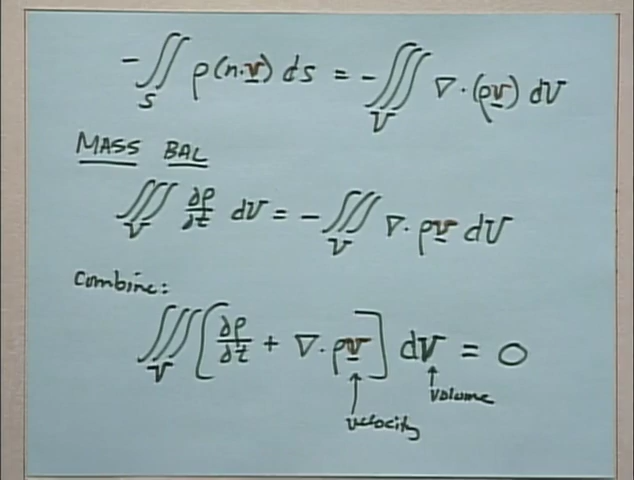 -∬_S ρ(n·v) ds = -∭_V ∇·(ρv) dV
MASS BAL
∭_V ∂ρ/∂t dV = -∭_V ∇·ρv dV
Combine:
∭_V [∂ρ/∂t + ∇·ρv] dV = 0
volume
velocity